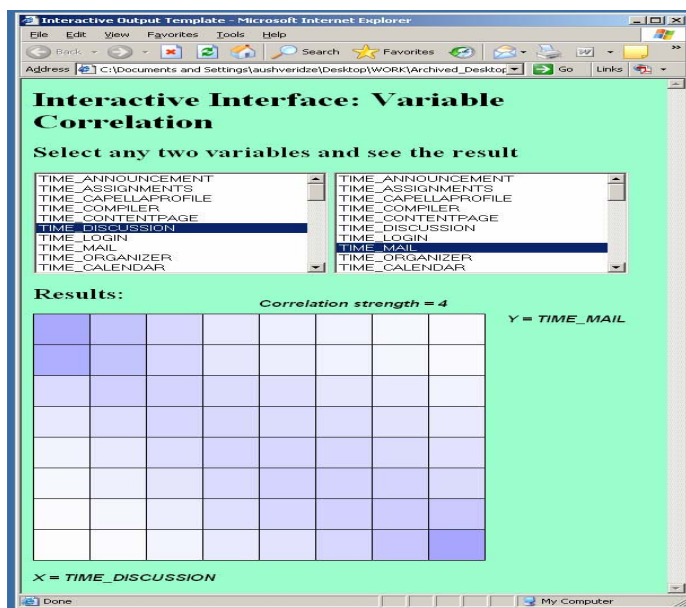 Interactive Output Template - Microsoft Internet Explorer
File Edit View Favorites Tools Help
Back Search Favorites
Address C:\Documents and Settings\aushveridze\Desktop\WORK\Archived_Desktop Go Links
Interactive Interface: Variable
Correlation
Select any two variables and see the result
TIME_ANNOUNCEMENT
TIME_ASSIGNMENTS
TIME_CAPELLAPROFILE
TIME_COMPILER
TIME_CONTENTPAGE
TIME_DISCUSSION
TIME_LOGIN
TIME_MAIL
TIME_ORGANIZER
TIME_CALENDAR
TIME_ANNOUNCEMENT
TIME_ASSIGNMENTS
TIME_CAPELLAPROFILE
TIME_COMPILER
TIME_CONTENTPAGE
TIME_DISCUSSION
TIME_LOGIN
TIME_MAIL
TIME_ORGANIZER
TIME_CALENDAR
Results:
Correlation strength = 4
Y = TIME_MAIL
X = TIME_DISCUSSION
Done My Computer